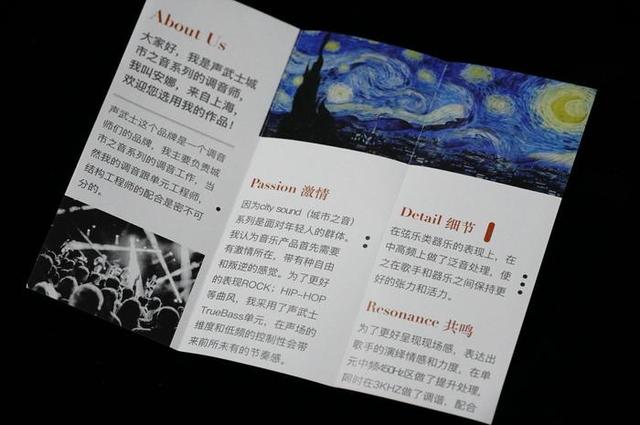 About Us
大家好，我是声武士城
市之音系列的调音师，
我叫安娜，来自上海，
欢迎您选用我的作品！
声武士这个品牌是一个调音
师们的品牌，我主要负责城
市之音系列的调音工作，当
然我的调音跟单元工程师，
结构工程师的配合是密不可
分的。
Passion 激情
因为city sound（城市之音）
系列是面对年轻人的群体。
我认为音乐产品首先需要
有激情所在，带有种自由
和叛逆的感觉。为了更好
的表现ROCK；HIP-HOP
等曲风，我采用了声武士
TrueBass单元，在声场的
维度和低频的控制性会带
来前所未有的节奏感。
Detail 细节
在弦乐类器乐的表现上，在
中高频上做了泛音处理，使
之在歌手和器乐之间保持更
好的张力和活力。
Resonance 共鸣
为了更好呈现现场感，表达出
歌手的演绎情感和力度，在单
元中频450Hz区做了提升处理，
同时在3KHZ做了调谐，配合